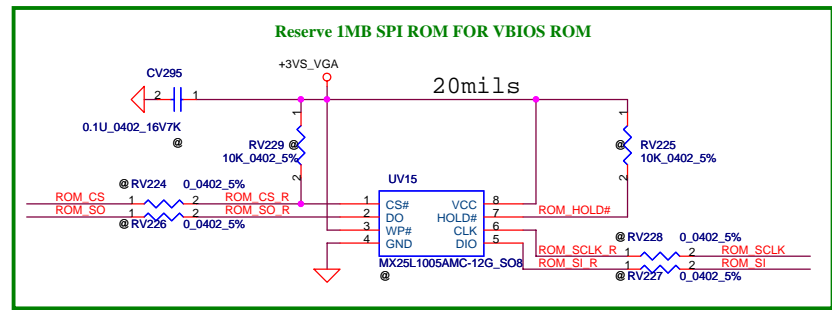 Reserve 1MB SPI ROM FOR VBIOS ROM
+3VS_VGA
20mils
CV295
2 1
0.1U_0402_16V7K
@
1
RV229 @
10K_0402_5%
2
1
@ RV225
10K_0402_5%
2
UV15
@ RV224 0_0402_5%
ROM_CS 1 2 ROM_CS_R 1 CS# VCC 8
ROM_SO 1 2 ROM_SO_R 2 DO HOLD# 7 ROM_HOLD#
@ RV226 0_0402_5%
3 WP# CLK 6
4 GND DIO 5
MX25L1005AMC-12G_SO8
@
@ RV228 0_0402_5%
ROM_SCLK_R 1 2 ROM_SCLK
ROM_SI_R 1 2 ROM_SI
@ RV227 0_0402_5%